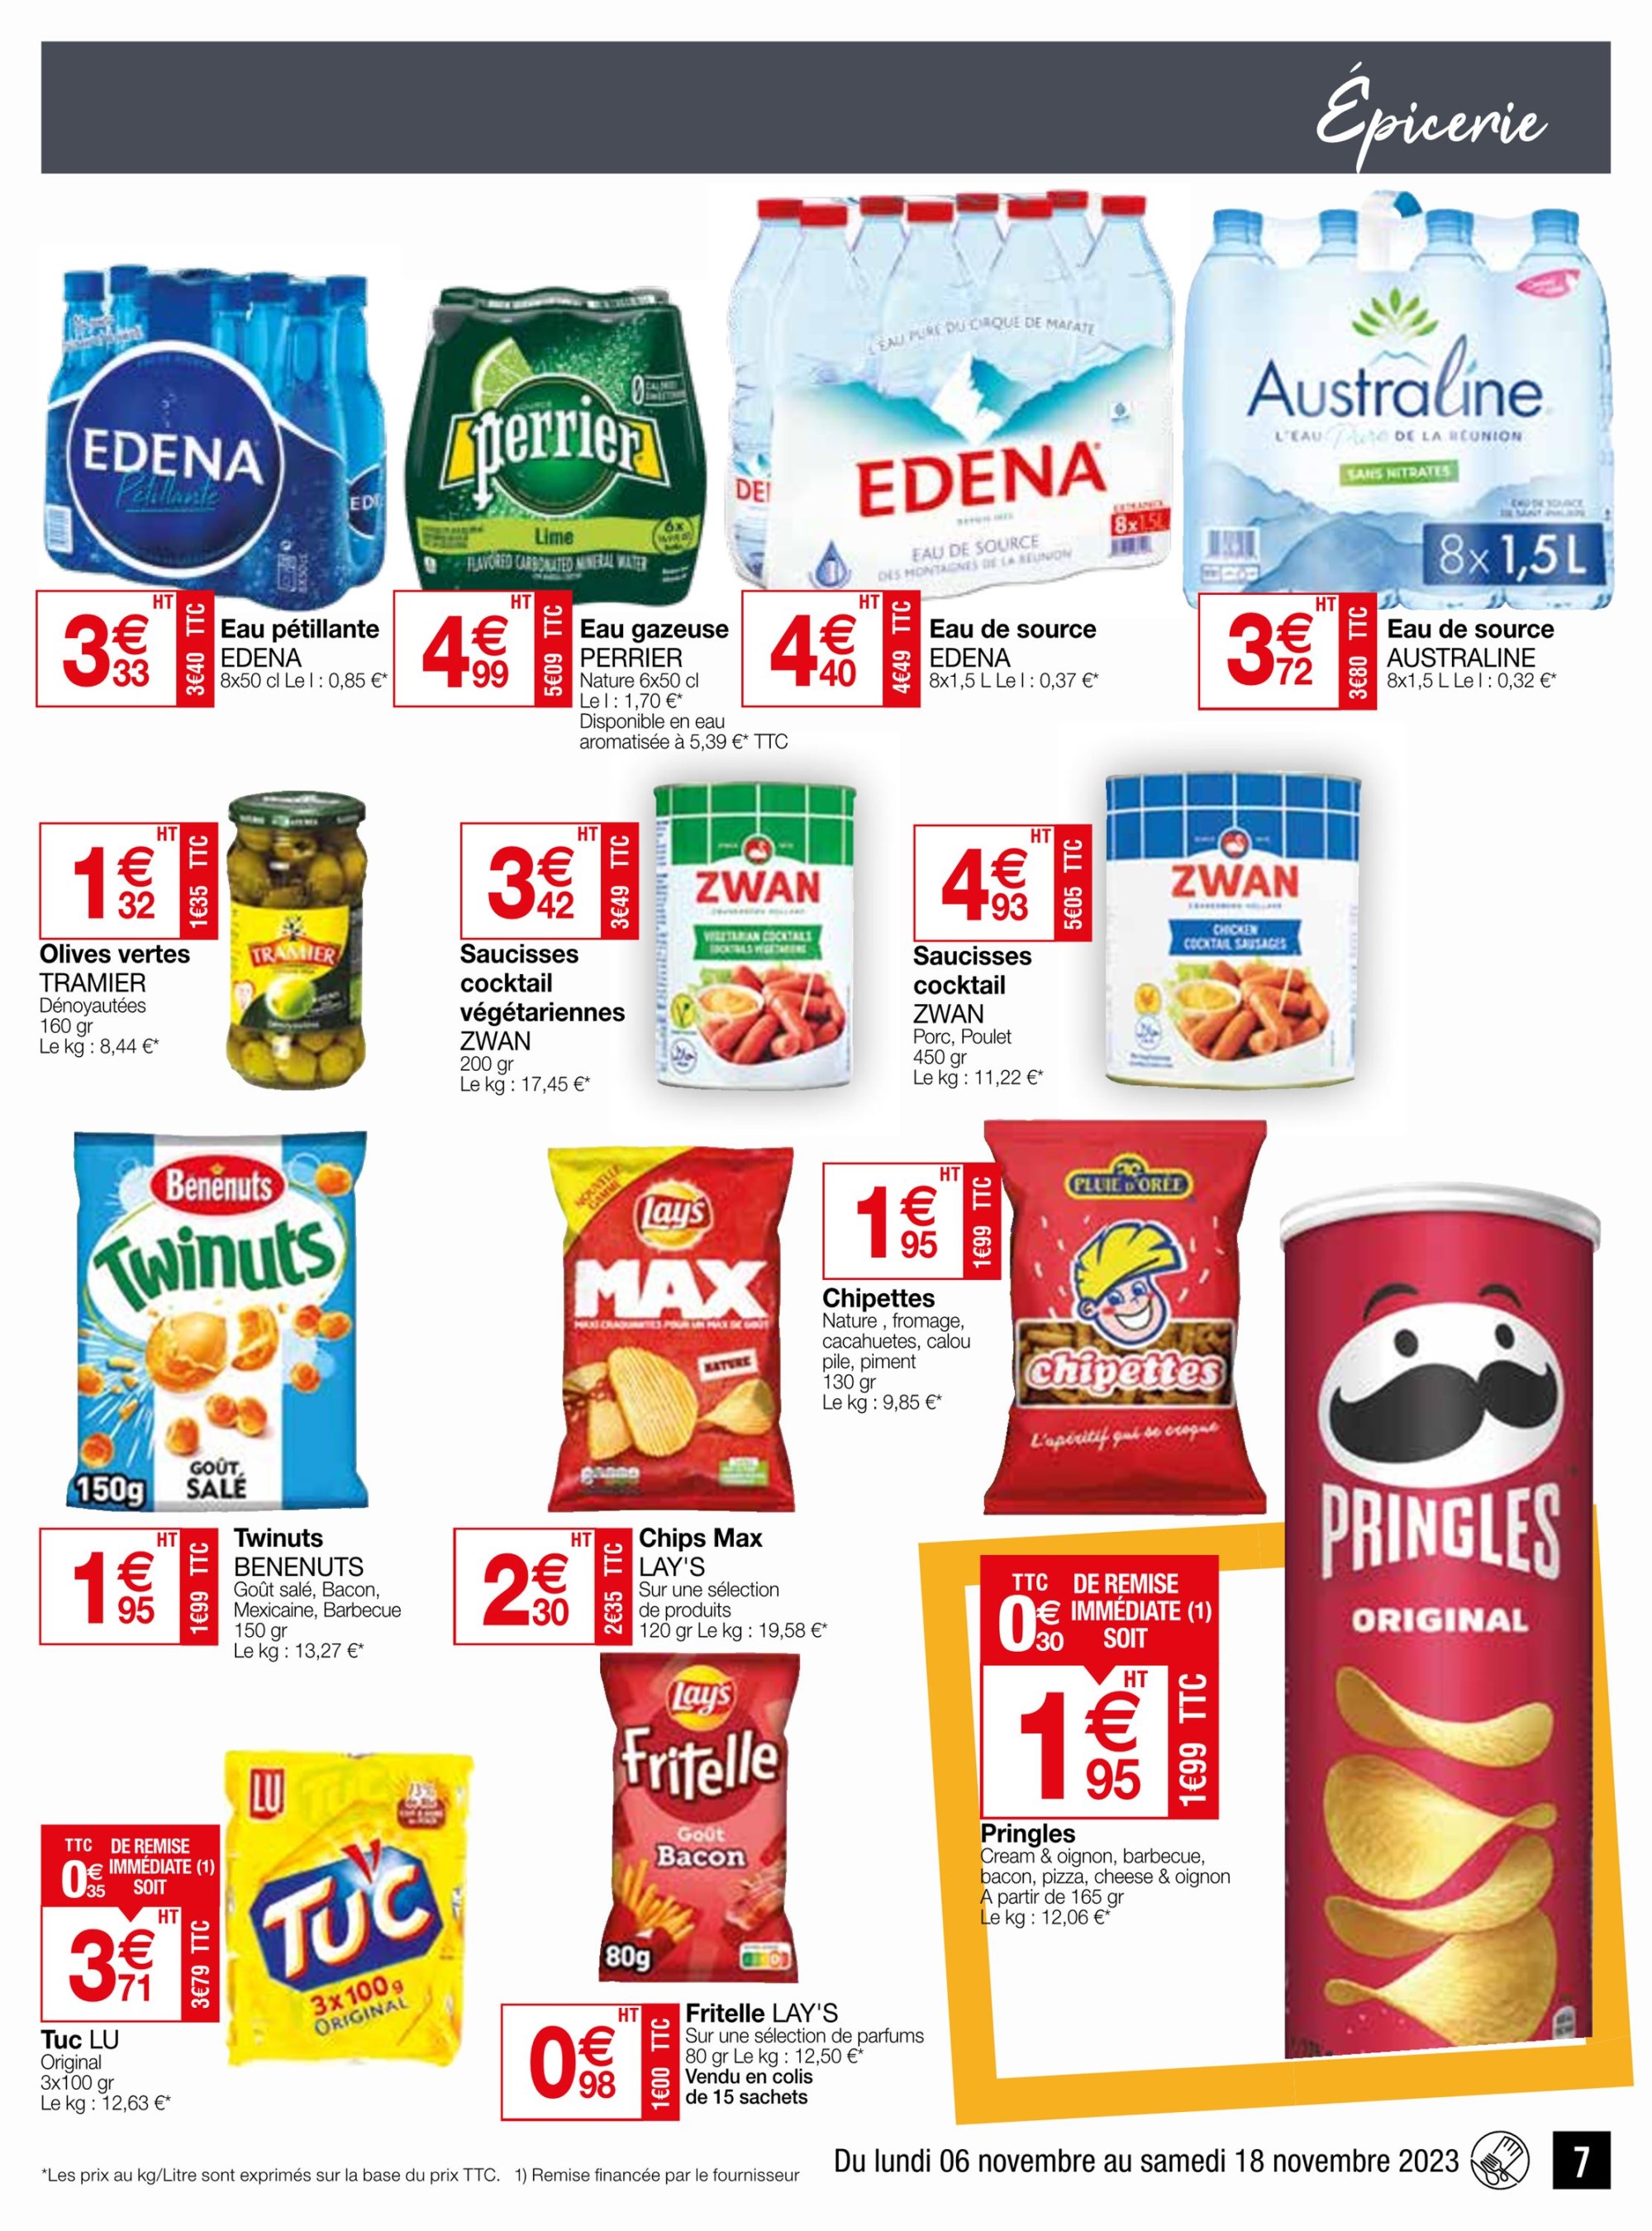 Épicerie
EDENA
Pétillante
EDE
perrier
Lime
FLAVORED CARBONATED MINERAL WATER
L'EAU PURE DU CIRQUE DE MAFATE
EDENA
8x1,5L
EAU DE SOURCE
DES MONTAGNES DE LA RÉUNION
Australine
L'EAU Pure DE LA RÉUNION
SANS NITRATES
8x1,5L
HT
3€33
3€40 TTC
Eau pétillante
EDENA
8x50 cl Le l : 0,85 €*
HT
4€99
5€09 TTC
Eau gazeuse
PERRIER
Nature 6x50 cl
Le l : 1,70 €*
Disponible en eau
aromatisée à 5,39 €* TTC
HT
4€40
4€49 TTC
Eau de source
EDENA
8x1,5 L Le l : 0,37 €*
HT
3€72
3€80 TTC
Eau de source
AUSTRALINE
8x1,5 L Le l : 0,32 €*
HT
1€32
1€35 TTC
Olives vertes
TRAMIER
Dénoyautées
160 gr
Le kg : 8,44 €*
TRAMIER
HT
3€42
3€49 TTC
Saucisses
cocktail
végétariennes
ZWAN
200 gr
Le kg : 17,45 €*
ZWAN
VEGETARIAN COCKTAILS
COCKTAILS VÉGÉTARIENS
HT
4€93
5€05 TTC
Saucisses
cocktail
ZWAN
Porc, Poulet
450 gr
Le kg : 11,22 €*
ZWAN
CHICKEN
COCKTAIL SAUSAGES
Bénénuts
Twinuts
GOÛT
SALÉ
150g
HT
1€95
1€99 TTC
Twinuts
BENENUTS
Goût salé, Bacon,
Mexicaine, Barbecue
150 gr
Le kg : 13,27 €*
NOUVELLE
GAMME
Lay's
MAX
MAXI CRAQUANTES POUR UN MAX DE GOÛT
NATURE
HT
2€30
2€35 TTC
Chips Max
LAY'S
Sur une sélection
de produits
120 gr Le kg : 19,58 €*
HT
1€95
1€99 TTC
Chipettes
Nature , fromage,
cacahuetes, calou
pile, piment
130 gr
Le kg : 9,85 €*
PLUIE D'ORÉE
chipettes
L'apéritif qui se croque
PRINGLES
ORIGINAL
TTC
0€30
DE REMISE
IMMÉDIATE (1)
SOIT
HT
1€95
1€99 TTC
Pringles
Cream & oignon, barbecue,
bacon, pizza, cheese & oignon
A partir de 165 gr
Le kg : 12,06 €*
TTC
0€35
DE REMISE
IMMÉDIATE (1)
SOIT
HT
3€71
3€79 TTC
Tuc LU
Original
3x100 gr
Le kg : 12,63 €*
LU
TUC
3x100g
ORIGINAL
Lay's
Fritelle
Goût
Bacon
80g
HT
0€98
1€00 TTC
Fritelle LAY'S
Sur une sélection de parfums
80 gr Le kg : 12,50 €*
Vendu en colis
de 15 sachets
*Les prix au kg/Litre sont exprimés sur la base du prix TTC. 1) Remise financée par le fournisseur
Du lundi 06 novembre au samedi 18 novembre 2023
7